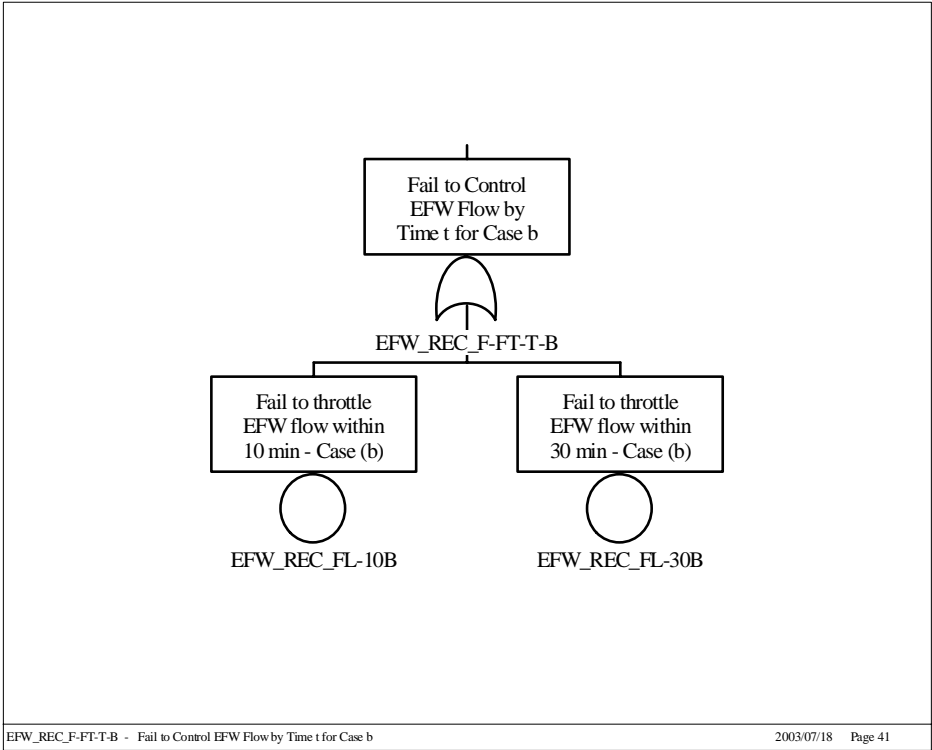 Fail to Control
EFW Flow by
Time t for Case b
EFW_REC_F-FT-T-B
Fail to throttle
EFW flow within
10 min - Case (b)
EFW_REC_FL-10B
Fail to throttle
EFW flow within
30 min - Case (b)
EFW_REC_FL-30B
EFW_REC_F-FT-T-B - Fail to Control EFW Flow by Time t for Case b
2003/07/18 Page 41